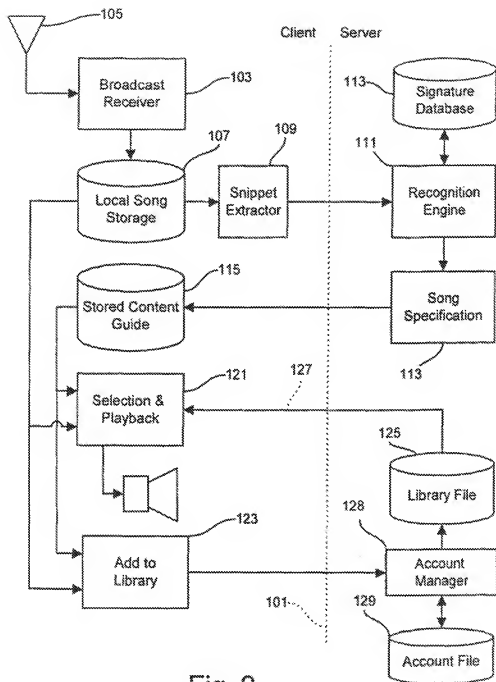 105
Client
Server
Broadcast
Receiver
103
113
Signature
Database
107
109
111
Local Song
Storage
Snippet
Extractor
Recognition
Engine
115
Stored Content
Guide
Song
Specification
113
121
127
Selection &
Playback
125
Library File
123
128
Add to
Library
Account
Manager
101
129
Account File
Fig. 2